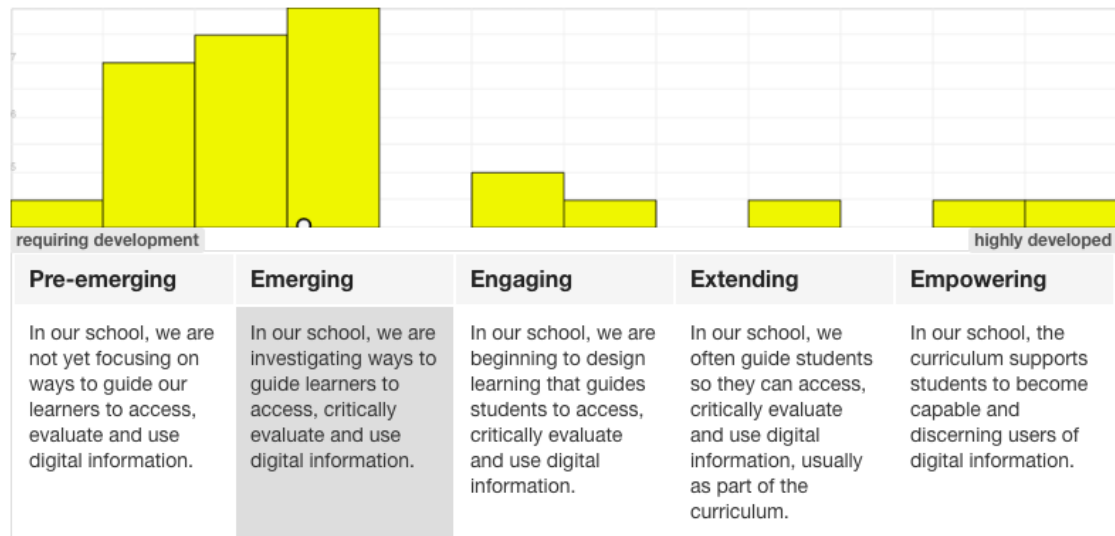 7
6
5
requiring development
highly developed
Pre-emerging
Emerging
Engaging
Extending
Empowering
In our school, we are
not yet focusing on
ways to guide our
learners to access,
evaluate and use
digital information.
In our school, we are
investigating ways to
guide learners to
access, critically
evaluate and use
digital information.
In our school, we are
beginning to design
learning that guides
students to access,
critically evaluate
and use digital
information.
In our school, we
often guide students
so they can access,
critically evaluate
and use digital
information, usually
as part of the
curriculum.
In our school, the
curriculum supports
students to become
capable and
discerning users of
digital information.